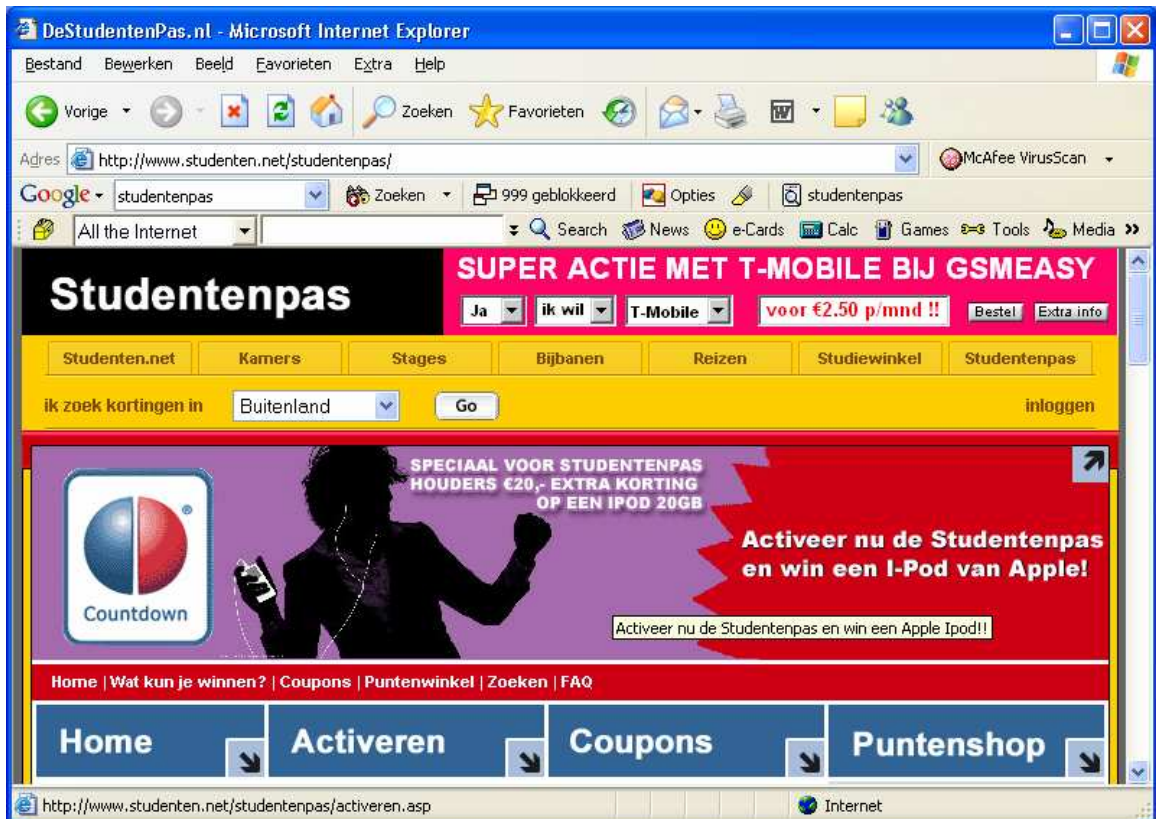 DeStudentenPas.nl - Microsoft Internet Explorer
Bestand Bewerken Beeld Favorieten Extra Help
Vorige Zoeken Favorieten
Adres http://www.studenten.net/studentenpas/ McAfee VirusScan
Google studentenpas Zoeken 999 geblokkeerd Opties studentenpas
All the Internet Search News e-Cards Calc Games Tools Media
Studentenpas
SUPER ACTIE MET T-MOBILE BIJ GSMEASY
Ja ik wil T-Mobile voor €2.50 p/mnd !! Bestel Extra info
Studenten.net Kamers Stages Bijbanen Reizen Studiewinkel Studentenpas
ik zoek kortingen in Buitenland Go inloggen
SPECIAAL VOOR STUDENTENPAS
HOUDERS €20,- EXTRA KORTING
OP EEN IPOD 20GB
Countdown
®
Activeer nu de Studentenpas
en win een I-Pod van Apple!
Activeer nu de Studentenpas en win een Apple Ipod!!
Home | Wat kun je winnen? | Coupons | Puntenwinkel | Zoeken | FAQ
Home Activeren Coupons Puntenshop
http://www.studenten.net/studentenpas/activeren.asp Internet